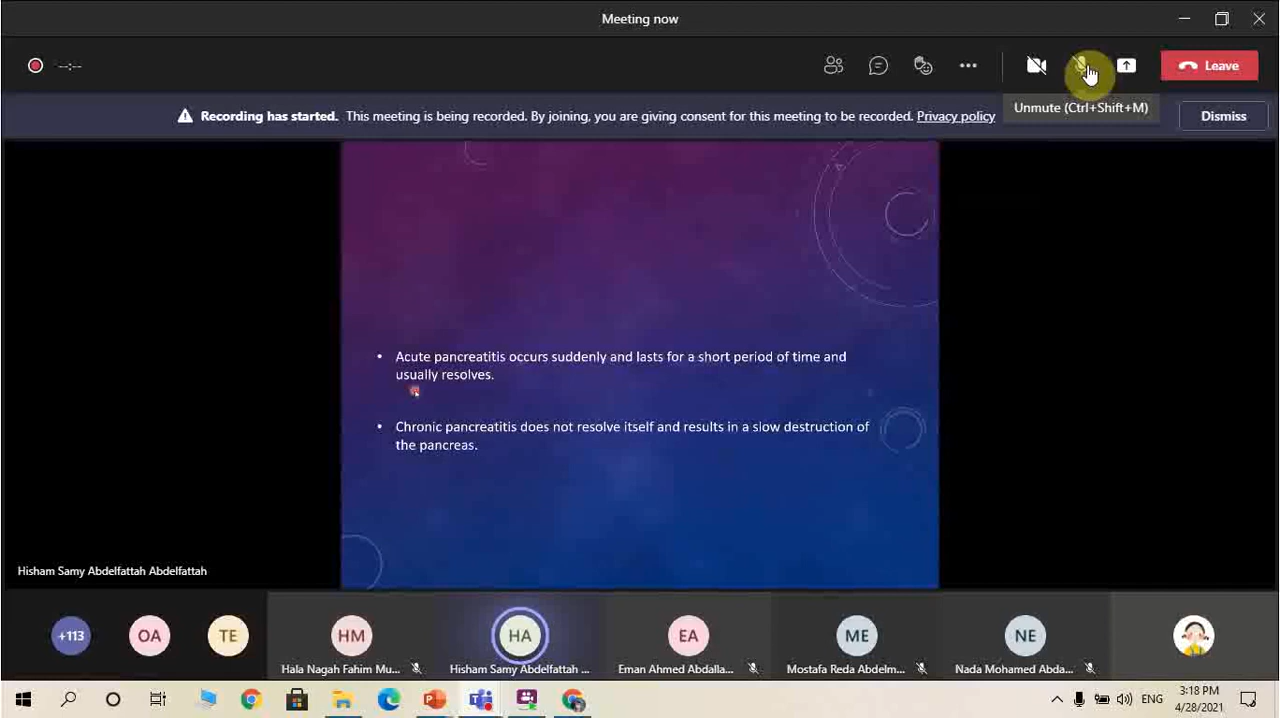 Meeting now
--:--
Leave
Recording has started. This meeting is being recorded. By joining, you are giving consent for this meeting to be recorded. Privacy policy
Unmute (Ctrl+Shift+M)
Dismiss
• Acute pancreatitis occurs suddenly and lasts for a short period of time and
usually resolves.
• Chronic pancreatitis does not resolve itself and results in a slow destruction of
the pancreas.
Hisham Samy Abdelfattah Abdelfattah
+113
OA
TE
HM
HA
EA
ME
NE
Hala Nagah Fahim Mu...
Hisham Samy Abdelfattah ...
Eman Ahmed Abdalla...
Mostafa Reda Abdelm...
Nada Mohamed Abda...
ENG
3:18 PM
4/28/2021